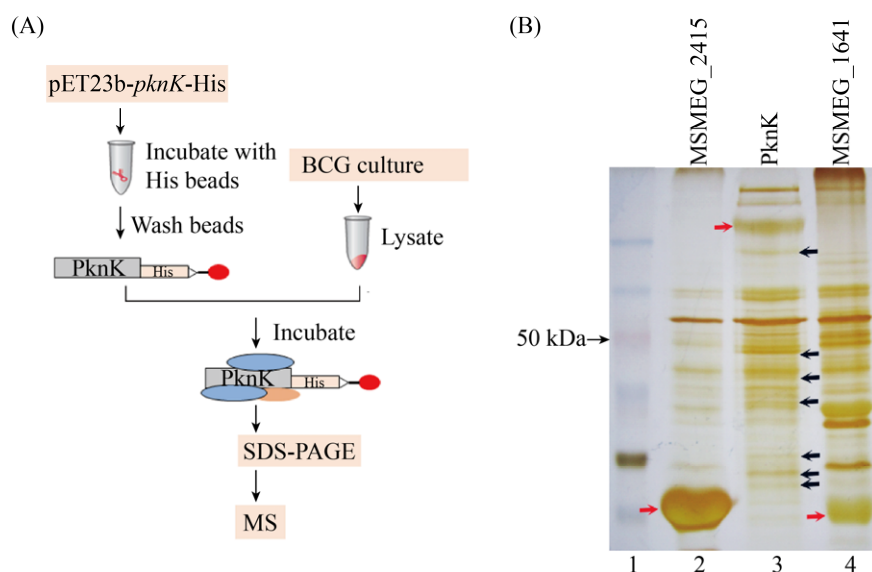 (A)
pET23b-pknK-His
Incubate with
His beads
BCG culture
Wash beads
Lysate
PknK
His
Incubate
PknK
His
SDS-PAGE
MS
(B)
MSMEG_2415
PknK
MSMEG_1641
50 kDa
1 2 3 4